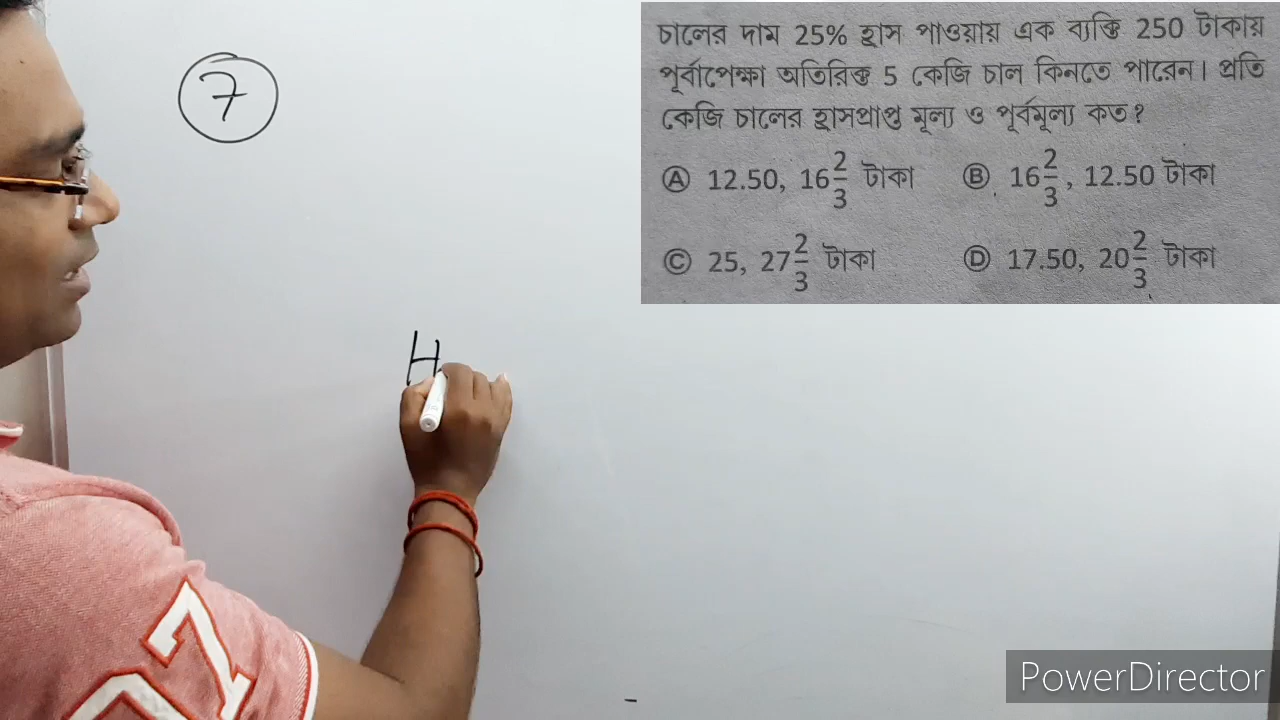 7
চালের দাম 25% হ্রাস পাওয়ায় এক ব্যক্তি 250 টাকায়
পূর্বাপেক্ষা অতিরিক্ত 5 কেজি চাল কিনতে পারেন। প্রতি
কেজি চালের হ্রাসপ্রাপ্ত মূল্য ও পূর্বমূল্য কত?
Ⓐ 12.50, 16 2/3 টাকা Ⓑ 16 2/3, 12.50 টাকা
Ⓒ 25, 27 2/3 টাকা Ⓓ 17.50, 20 2/3 টাকা
H
PowerDirector